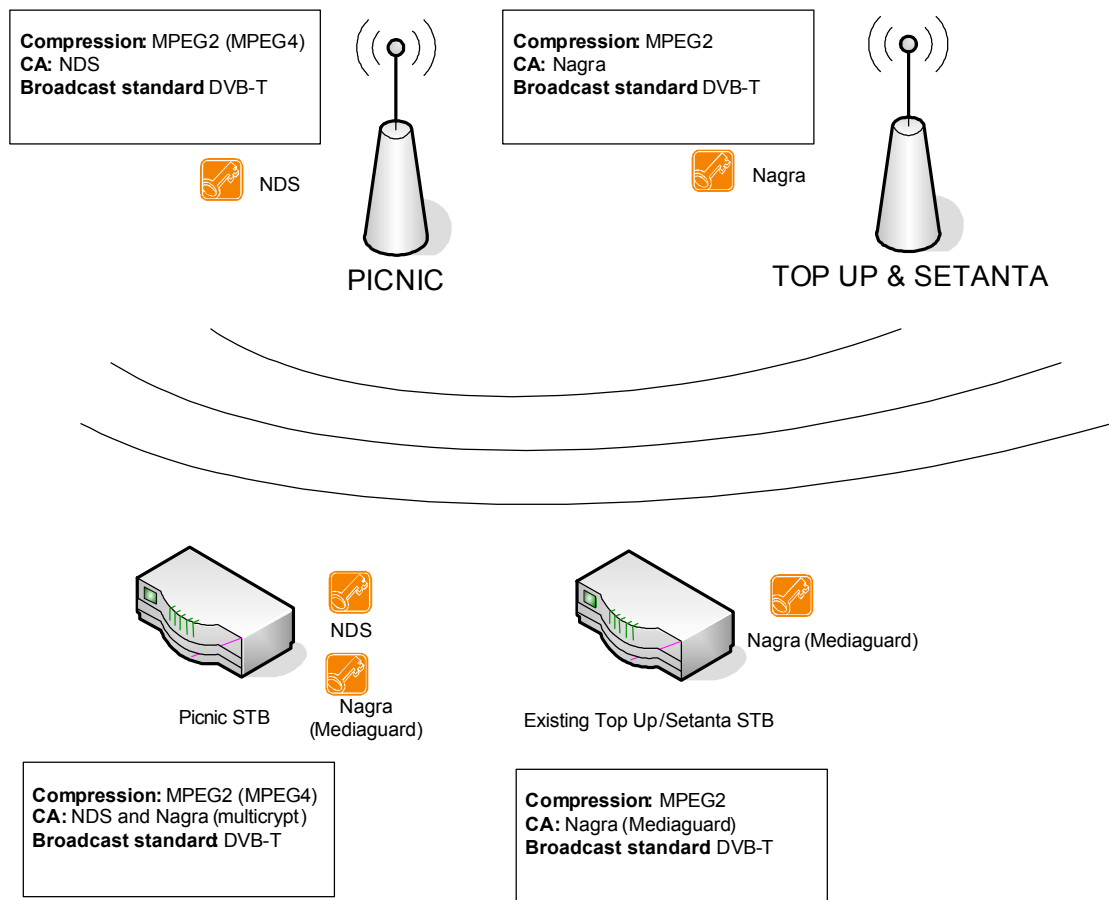 Compression: MPEG2 (MPEG4)
CA: NDS
Broadcast standard DVB-T
Compression: MPEG2
CA: Nagra
Broadcast standard DVB-T
NDS
Nagra
PICNIC
TOP UP & SETANTA
NDS
Nagra
(Mediaguard)
Nagra (Mediaguard)
Picnic STB
Existing Top Up/Setanta STB
Compression: MPEG2 (MPEG4)
CA: NDS and Nagra (multicrypt)
Broadcast standard: DVB-T
Compression: MPEG2
CA: Nagra (Mediaguard)
Broadcast standard DVB-T